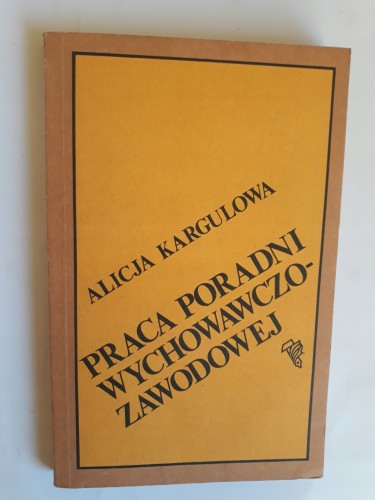 ALICJA KARGULOWA
PRACA PORADNI
WYCHOWAWCZO-
ZAWODOWEJ